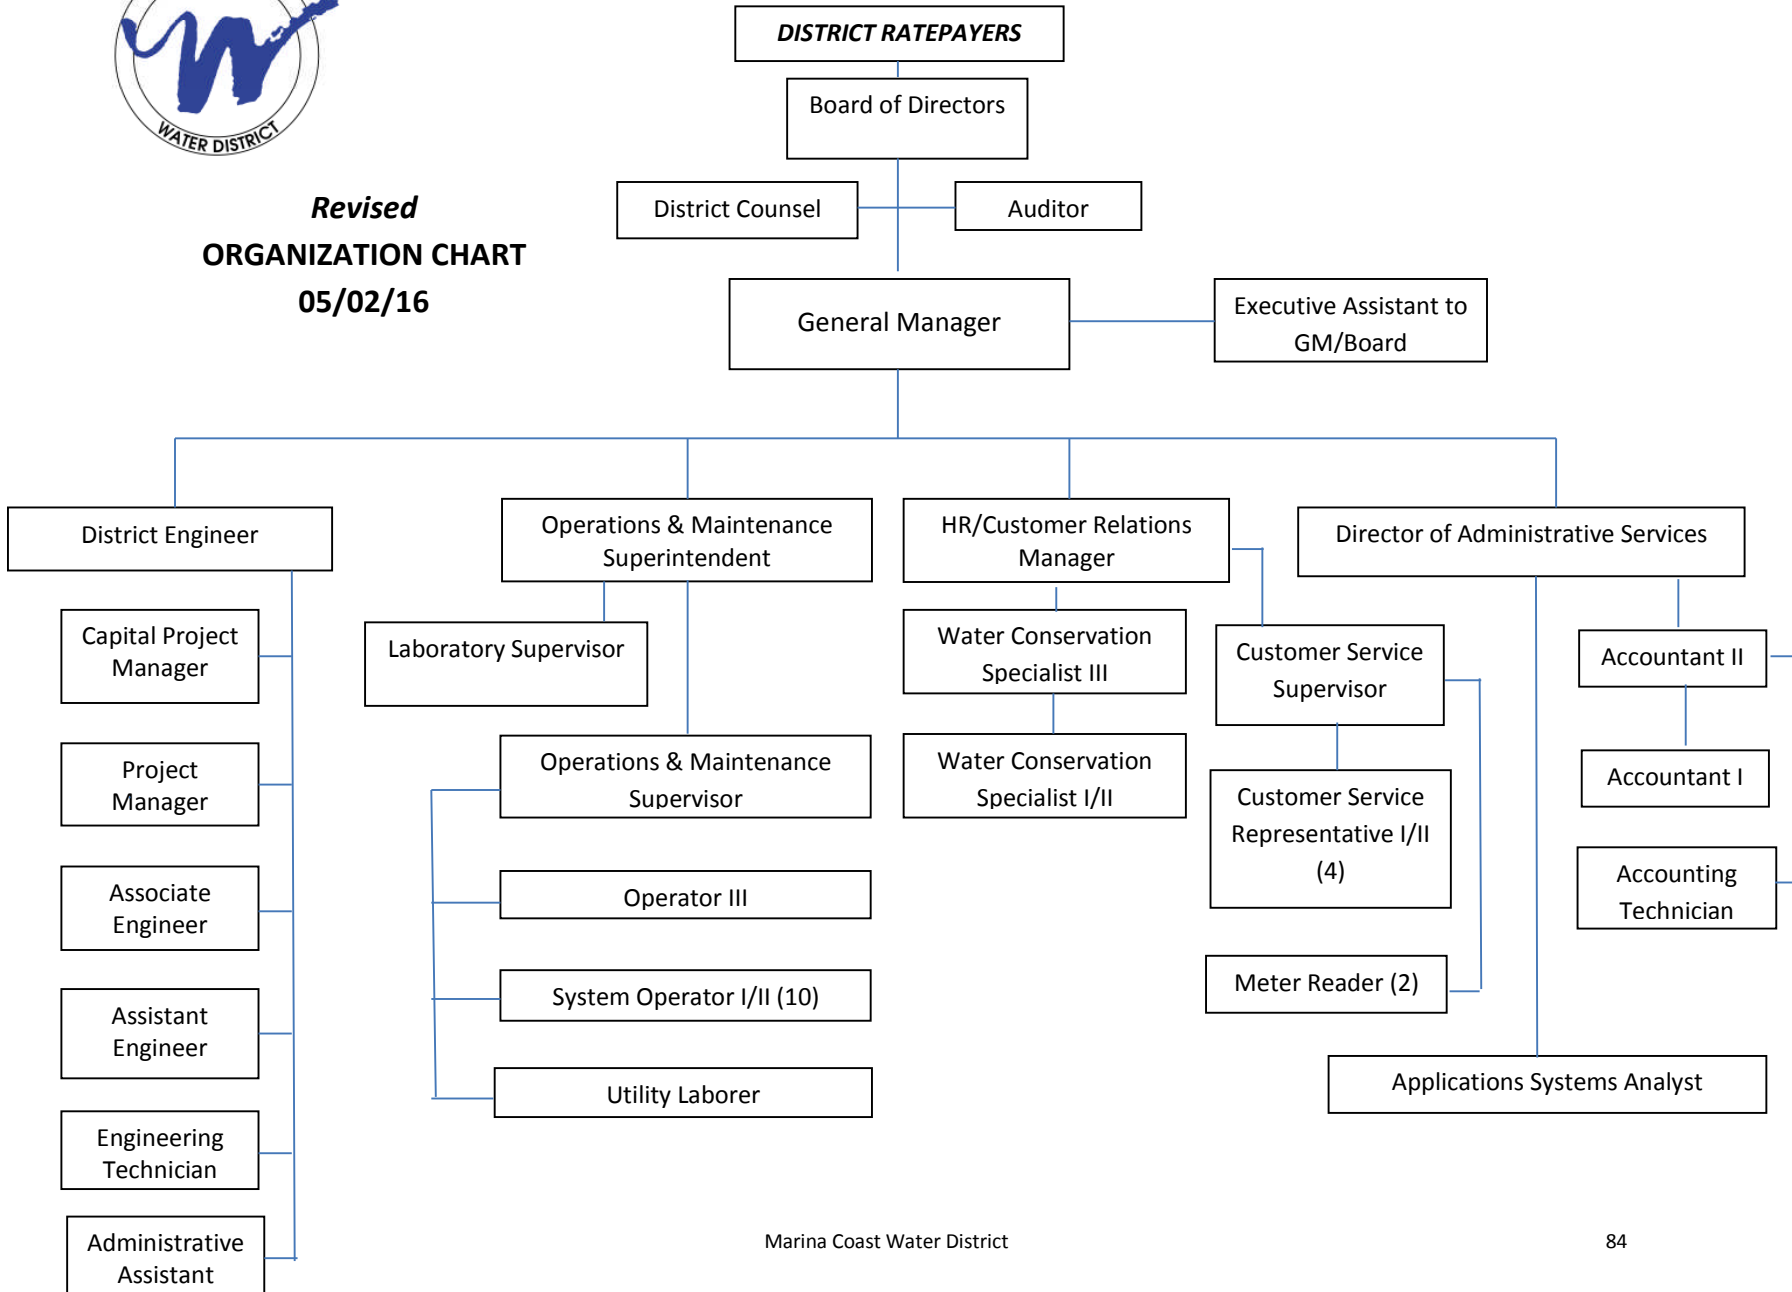 WATER DISTRICT
Revised
ORGANIZATION CHART
05/02/16
DISTRICT RATEPAYERS
Board of Directors
District Counsel
Auditor
General Manager
Executive Assistant to
GM/Board
District Engineer
Capital Project
Manager
Project
Manager
Associate
Engineer
Assistant
Engineer
Engineering
Technician
Administrative
Assistant
Operations & Maintenance
Superintendent
Laboratory Supervisor
Operations & Maintenance
Supervisor
Operator III
System Operator I/II (10)
Utility Laborer
HR/Customer Relations
Manager
Water Conservation
Specialist III
Water Conservation
Specialist I/II
Customer Service
Supervisor
Customer Service
Representative I/II
(4)
Meter Reader (2)
Director of Administrative Services
Accountant II
Accountant I
Accounting
Technician
Applications Systems Analyst
Marina Coast Water District
84